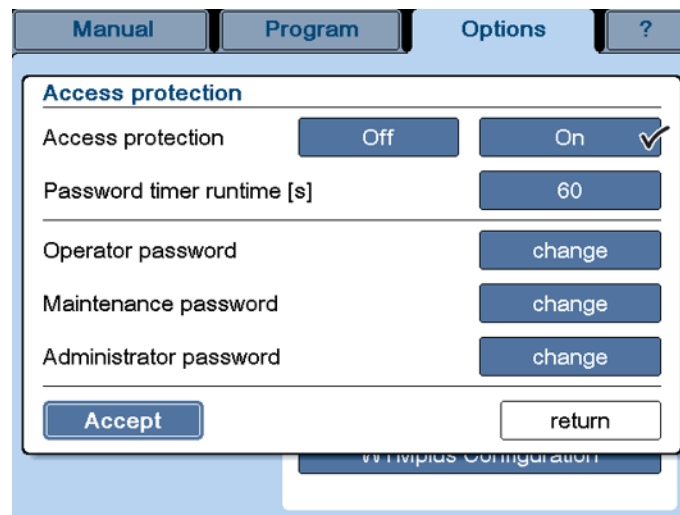 Manual Program Options ?
Access protection
Access protection Off On
Password timer runtime [s] 60
Operator password change
Maintenance password change
Administrator password change
Accept return
Configuration